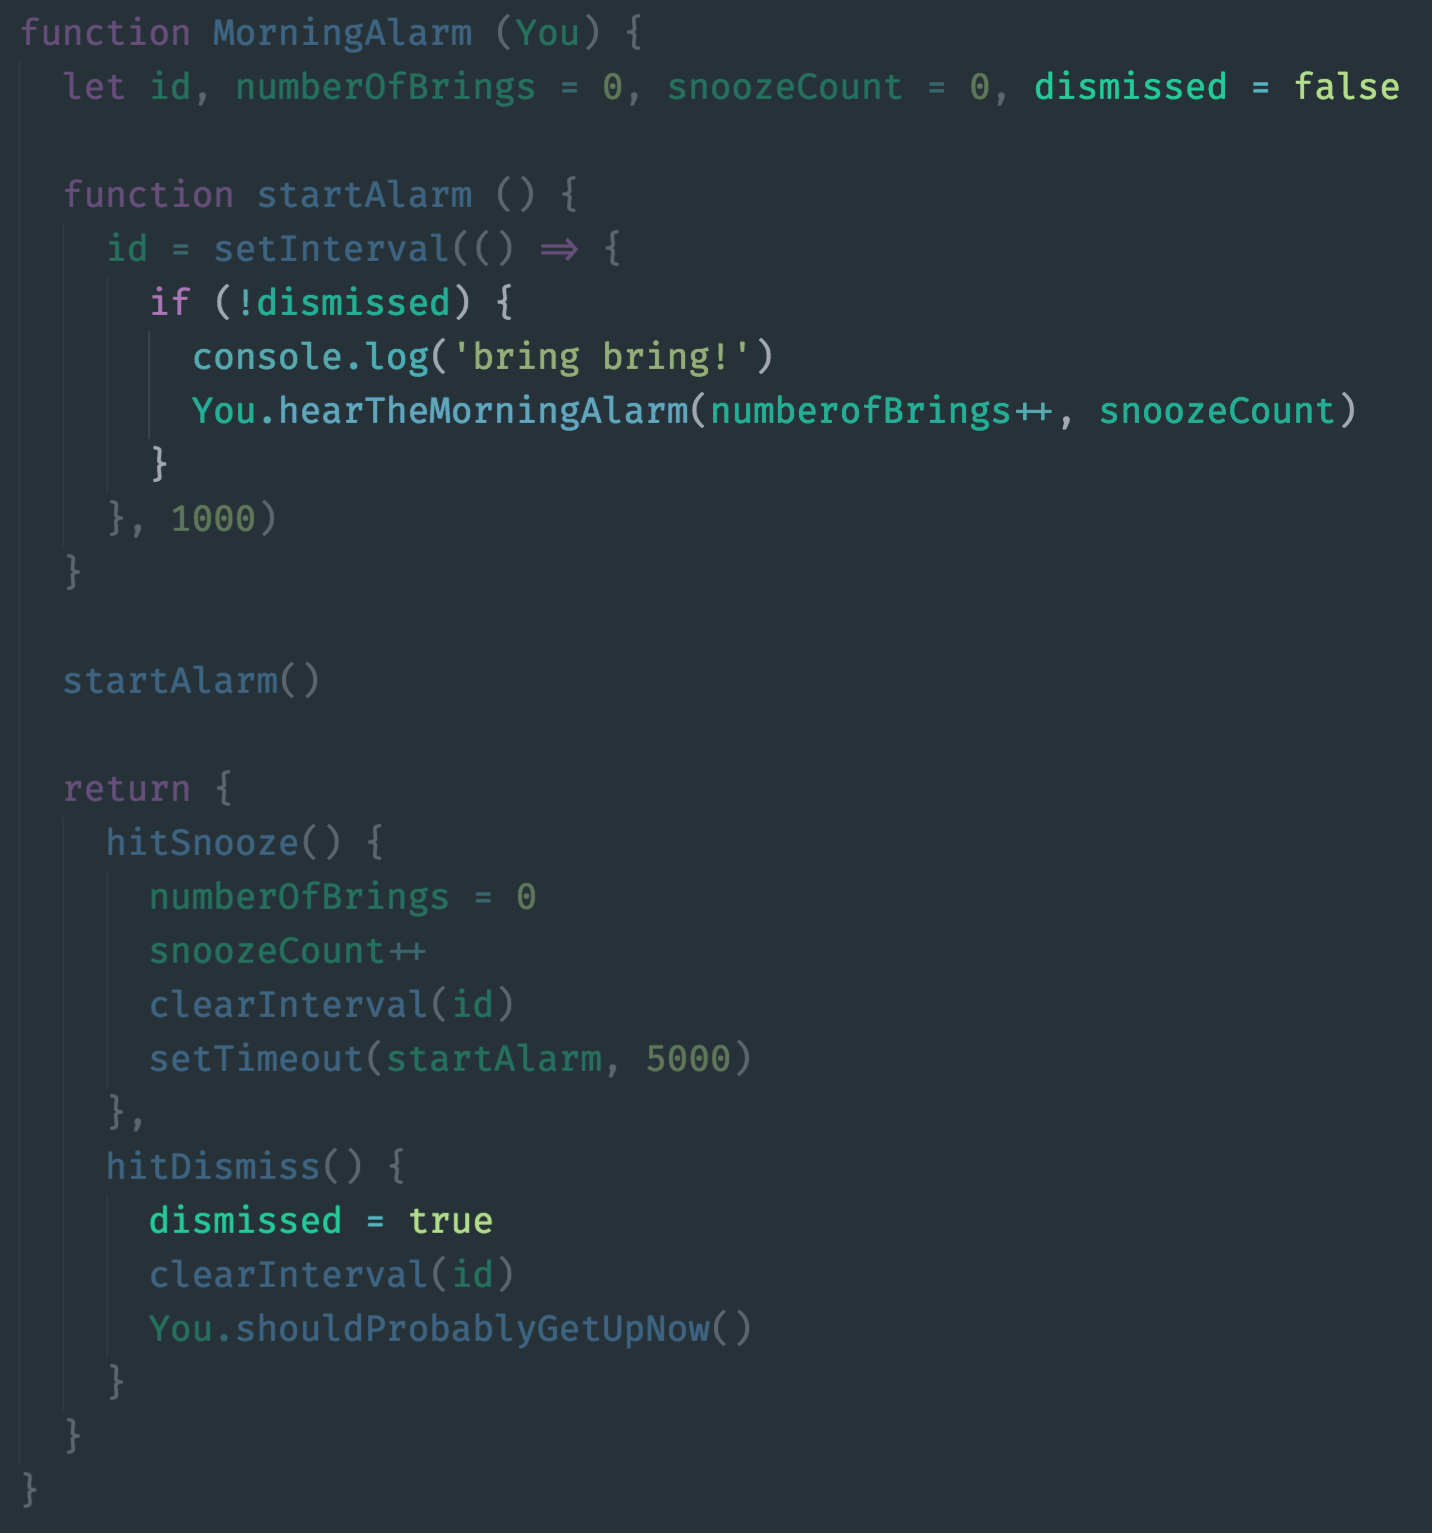 function MorningAlarm (You) {
  let id, numberOfBrings = 0, snoozeCount = 0, dismissed = false

  function startAlarm () {
    id = setInterval(() => {
      if (!dismissed) {
        console.log('bring bring!')
        You.hearTheMorningAlarm(numberofBrings++, snoozeCount)
      }
    }, 1000)
  }

  startAlarm()

  return {
    hitSnooze() {
      numberOfBrings = 0
      snoozeCount++
      clearInterval(id)
      setTimeout(startAlarm, 5000)
    },
    hitDismiss() {
      dismissed = true
      clearInterval(id)
      You.shouldProbablyGetUpNow()
    }
  }
}